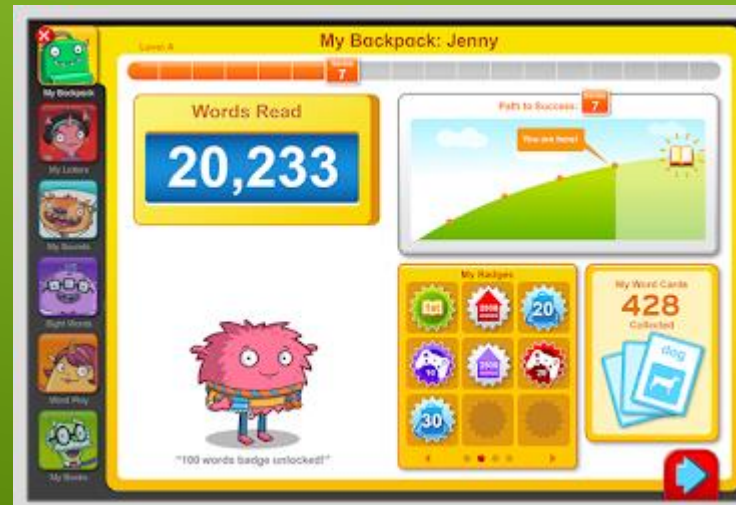 My Backpack: Jenny
Level A
7
My Backpack
Words Read
20,233
Path to Success:
7
You are here!
My Letters
My Sounds
Sight Words
Word Play
My Books
My Badges
1st
20
10
30
My Word Cards
428
Collected
dog
"100 words badge unlocked!"